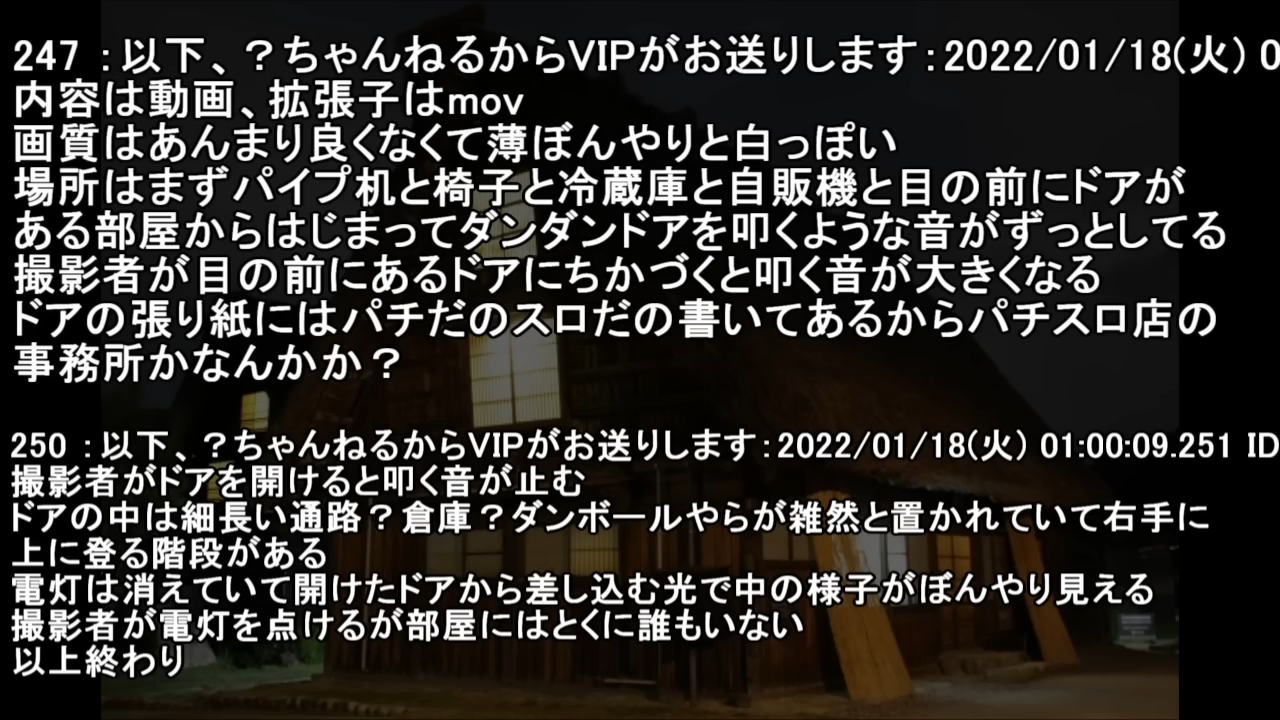 247 ：以下、？ちゃんねるからVIPがお送りします：2022/01/18(火) 0
内容は動画、拡張子はmov
画質はあんまり良くなくて薄ぼんやりと白っぽい
場所はまずパイプ机と椅子と冷蔵庫と自販機と目の前にドアが
ある部屋からはじまってダンダンドアを叩くような音がずっとしてる
撮影者が目の前にあるドアにちかづくと叩く音が大きくなる
ドアの張り紙にはパチだのスロだの書いてあるからパチスロ店の
事務所かなんかか？
250 ：以下、？ちゃんねるからVIPがお送りします：2022/01/18(火) 01:00:09.251 ID
撮影者がドアを開けると叩く音が止む
ドアの中は細長い通路？倉庫？ダンボールやらが雑然と置かれていて右手に
上に登る階段がある
電灯は消えていて開けたドアから差し込む光で中の様子がぼんやり見える
撮影者が電灯を点けるが部屋にはとくに誰もいない
以上終わり